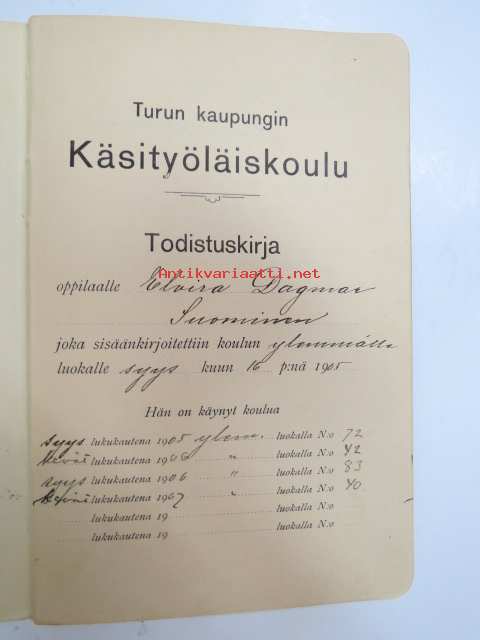 Turun kaupungin
Käsityöläiskoulu
Todistuskirja
Antikvariaatti.net
oppilaalle Elvira Dagmar
Suominen
joka sisäänkirjoitettiin koulun ylemmälle
luokalle syys kuun 16 p:nä 1905
Hän on käynyt koulua
syys lukukautena 1905 ylem. luokalla N:o 72
kevät lukukautena 1906 " luokalla N:o 42
syys lukukautena 1906 " luokalla N:o 83
kevät lukukautena 1907 " luokalla N:o 40
lukukautena 19 luokalla N:o
lukukautena 19 luokalla N:o